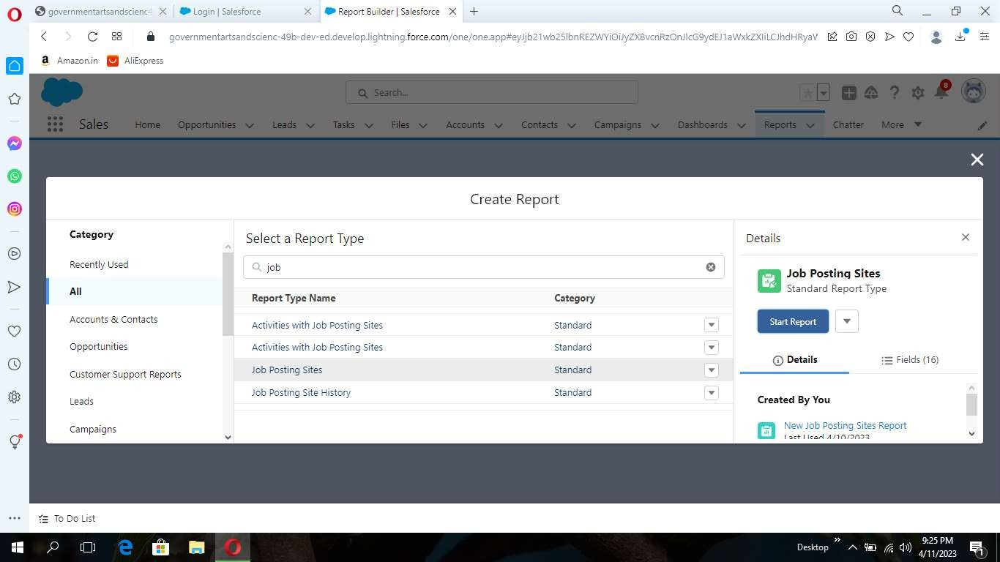 governmentartsandscienc4
Login | Salesforce
Report Builder | Salesforce
governmentartsandscienc-49b-dev-ed.develop.lightning.force.com/one/one.app#eyJjb21wb25lbnREZWYiOiJyZXBvcnRzOnJlcG9ydEJ1aWxkZXIiLCJhdHRyaW
Amazon.in
AliExpress
Search...
8
Sales
Home
Opportunities
Leads
Tasks
Files
Accounts
Contacts
Campaigns
Dashboards
Reports
Chatter
More
Create Report
Category
Recently Used
All
Accounts & Contacts
Opportunities
Customer Support Reports
Leads
Campaigns
Select a Report Type
job
Report Type Name Category
Activities with Job Posting Sites Standard
Activities with Job Posting Sites Standard
Job Posting Sites Standard
Job Posting Site History Standard
Details
Job Posting Sites
Standard Report Type
Start Report
Details
Fields (16)
Created By You
New Job Posting Sites Report
Last Used 4/10/2023
To Do List
Desktop
9:25 PM
4/11/2023
1